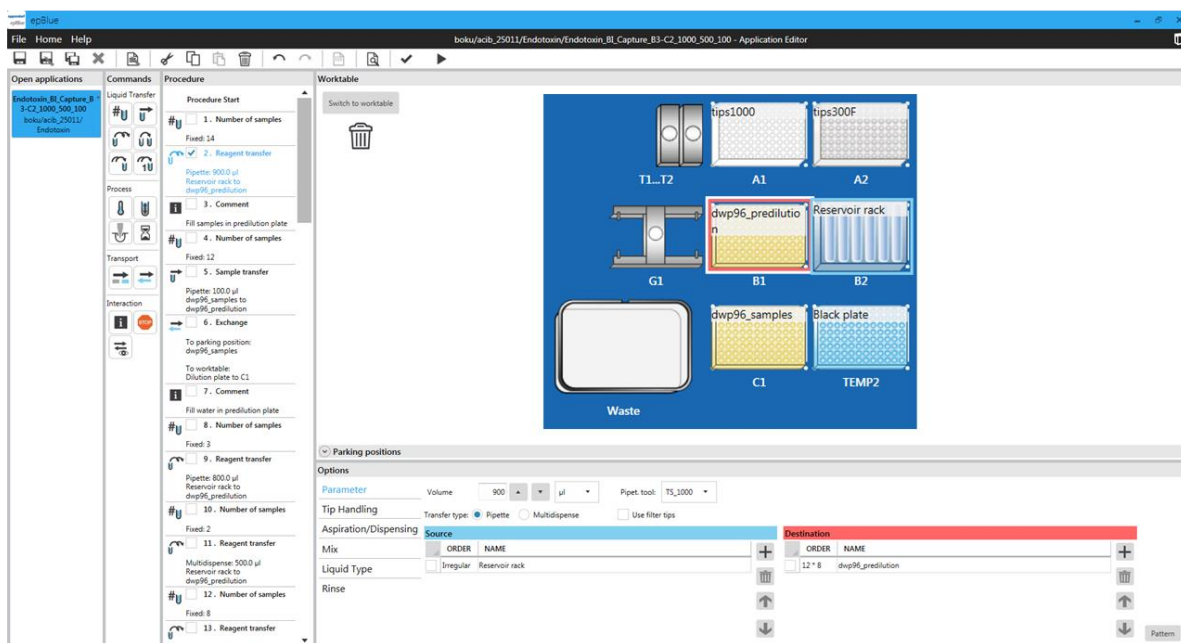 eppendorf
epBlue
epBlue
File Home Help
boku/acib_25011/Endotoxin/Endotoxin_BI_Capture_B3-C2_1000_500_100 - Application Editor
Open applications
Endotoxin_BI_Capture_B
3-C2_1000_500_100
boku/acib_25011/
Endotoxin
Commands
Liquid Transfer
Process
Transport
Interaction
STOP
Procedure
Procedure Start
1 . Number of samples
Fixed: 14
2 . Reagent transfer
Pipette: 900.0 µl
Reservoir rack to
dwp96_predilution
3 . Comment
Fill samples in predilution plate
4 . Number of samples
Fixed: 12
5 . Sample transfer
Pipette: 100.0 µl
dwp96_samples to
dwp96_predilution
6 . Exchange
To parking position:
dwp96_samples
To worktable:
Dilution plate to C1
7 . Comment
Fill water in predilution plate
8 . Number of samples
Fixed: 3
9 . Reagent transfer
Pipette: 800.0 µl
Reservoir rack to
dwp96_predilution
10 . Number of samples
Fixed: 2
11 . Reagent transfer
Multidispense: 500.0 µl
Reservoir rack to
dwp96_predilution
12 . Number of samples
Fixed: 8
13 . Reagent transfer
Worktable
Switch to worktable
tips1000
tips300F
T1...T2
A1
A2
dwp96_predilutio
n
Reservoir rack
G1
B1
B2
dwp96_samples
Black plate
C1
TEMP2
Waste
Parking positions
Options
Parameter
Tip Handling
Aspiration/Dispensing
Mix
Liquid Type
Rinse
Volume 900 µl Pipet. tool: TS_1000
Transfer type: Pipette Multidispense Use filter tips
Source
ORDER NAME
Irregular Reservoir rack
Destination
ORDER NAME
12 * 8 dwp96_predilution
Pattern